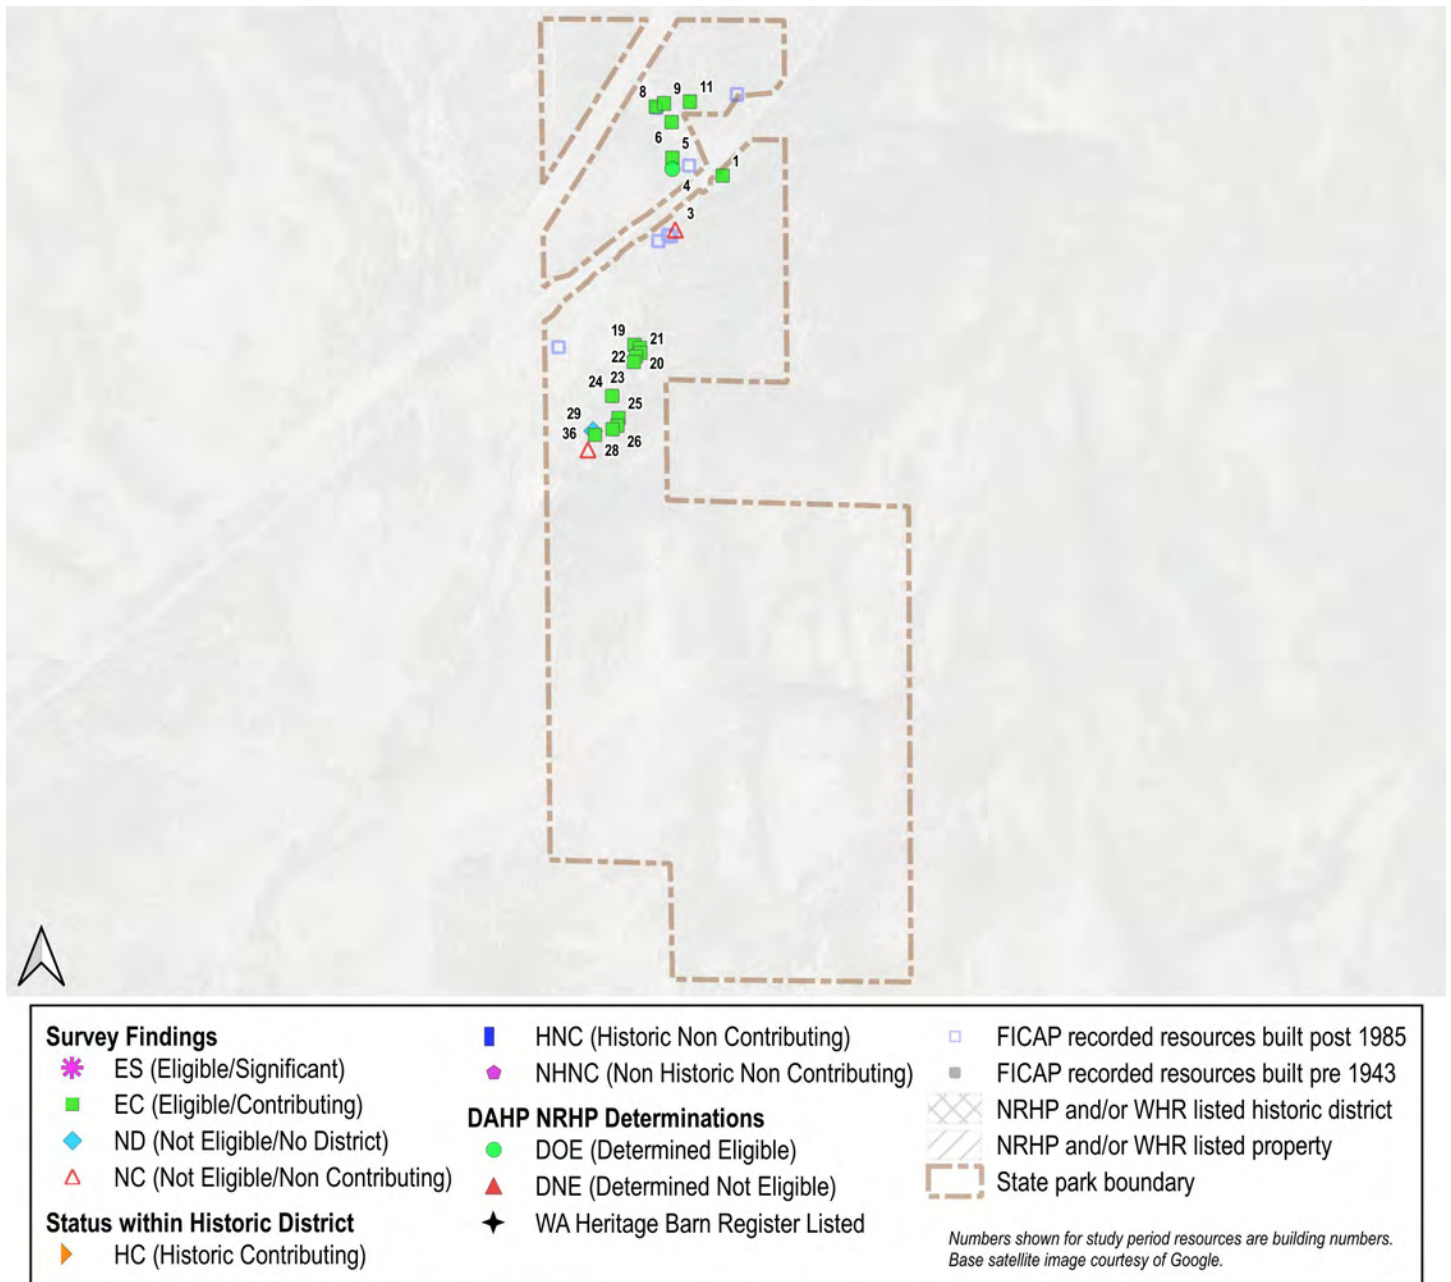 8
9
11
6
5
1
4
3
19
21
22
20
24
23
25
29
36
26
28
Survey Findings
ES (Eligible/Significant)
EC (Eligible/Contributing)
ND (Not Eligible/No District)
NC (Not Eligible/Non Contributing)
Status within Historic District
HC (Historic Contributing)
HNC (Historic Non Contributing)
NHNC (Non Historic Non Contributing)
DAHP NRHP Determinations
DOE (Determined Eligible)
DNE (Determined Not Eligible)
WA Heritage Barn Register Listed
FICAP recorded resources built post 1985
FICAP recorded resources built pre 1943
NRHP and/or WHR listed historic district
NRHP and/or WHR listed property
State park boundary
Numbers shown for study period resources are building numbers.
Base satellite image courtesy of Google.